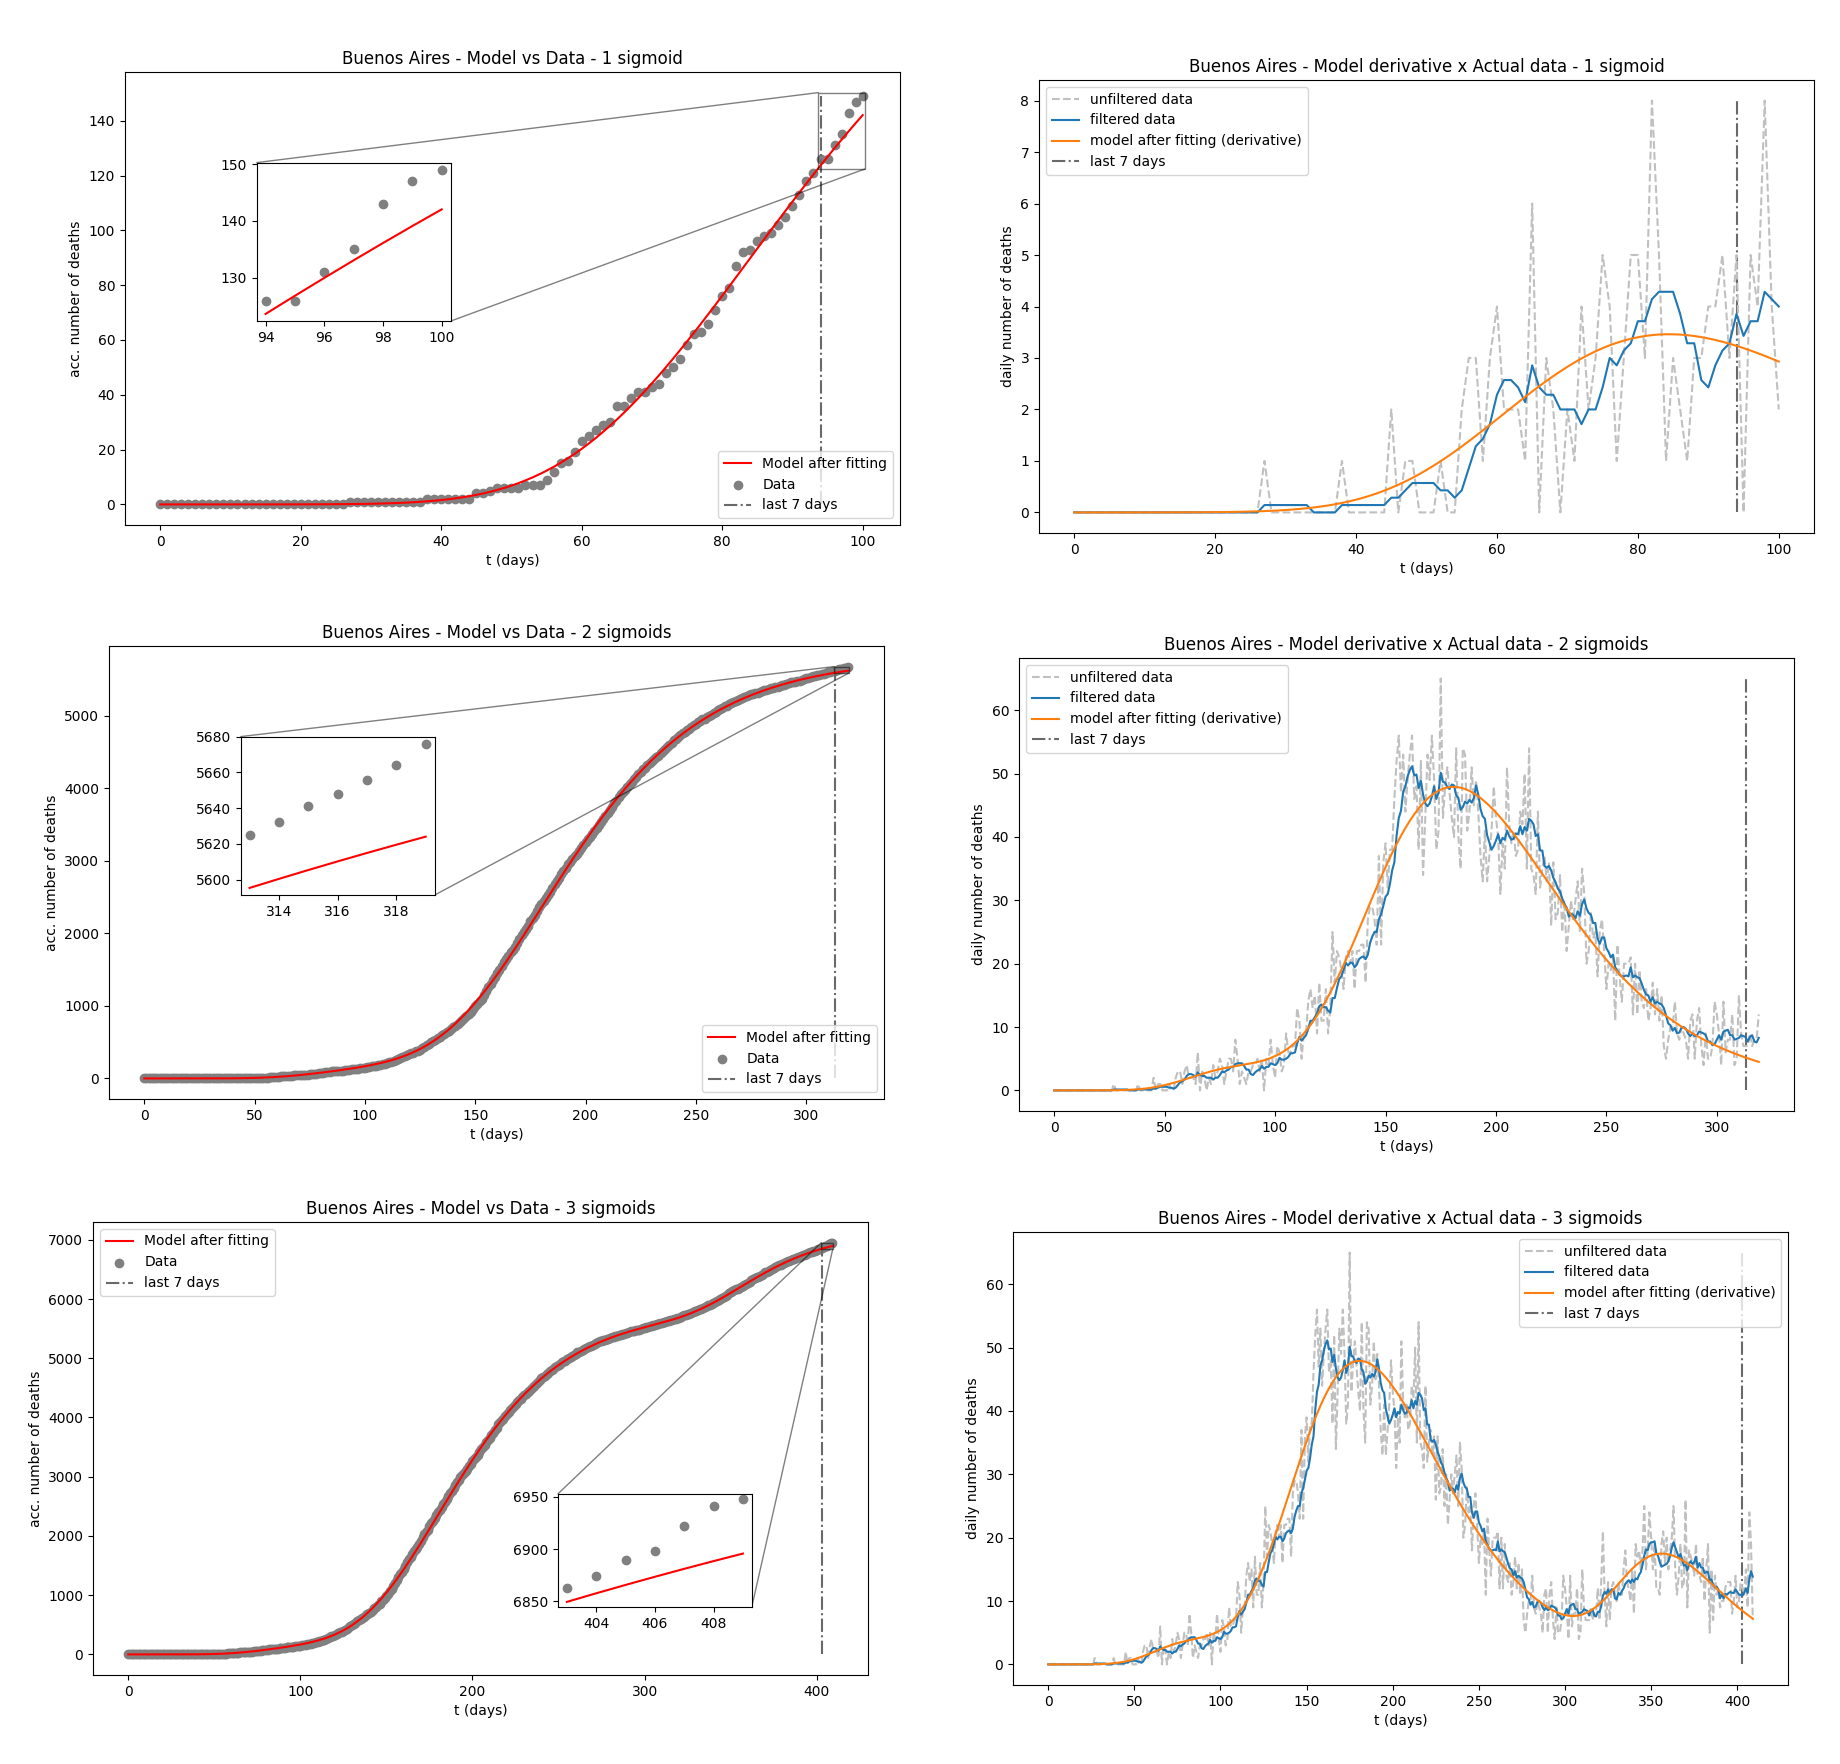 Buenos Aires - Model vs Data - 1 sigmoid
acc. number of deaths
140
120
100
80
60
40
20
0
150
140
130
94 96 98 100
Model after fitting
Data
last 7 days
0 20 40 60 80 100
t (days)
Buenos Aires - Model derivative x Actual data - 1 sigmoid
unfiltered data
filtered data
model after fitting (derivative)
last 7 days
daily number of deaths
8
7
6
5
4
3
2
1
0
0 20 40 60 80 100
t (days)
Buenos Aires - Model vs Data - 2 sigmoids
acc. number of deaths
5000
4000
3000
2000
1000
0
5680
5660
5640
5620
5600
314 316 318
Model after fitting
Data
last 7 days
0 50 100 150 200 250 300
t (days)
Buenos Aires - Model derivative x Actual data - 2 sigmoids
unfiltered data
filtered data
model after fitting (derivative)
last 7 days
daily number of deaths
60
50
40
30
20
10
0
0 50 100 150 200 250 300
t (days)
Buenos Aires - Model vs Data - 3 sigmoids
Model after fitting
Data
last 7 days
acc. number of deaths
7000
6000
5000
4000
3000
2000
1000
0
6950
6900
6850
404 406 408
0 100 200 300 400
t (days)
Buenos Aires - Model derivative x Actual data - 3 sigmoids
unfiltered data
filtered data
model after fitting (derivative)
last 7 days
daily number of deaths
60
50
40
30
20
10
0
0 50 100 150 200 250 300 350 400
t (days)